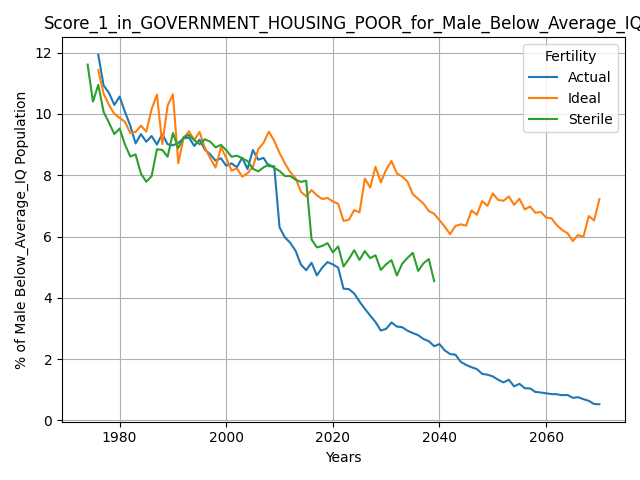 Score_1_in_GOVERNMENT_HOUSING_POOR_for_Male_Below_Average_IQ
Fertility
Actual
Ideal
Sterile
% of Male Below_Average_IQ Population
12
10
8
6
4
2
0
1980 2000 2020 2040 2060
Years